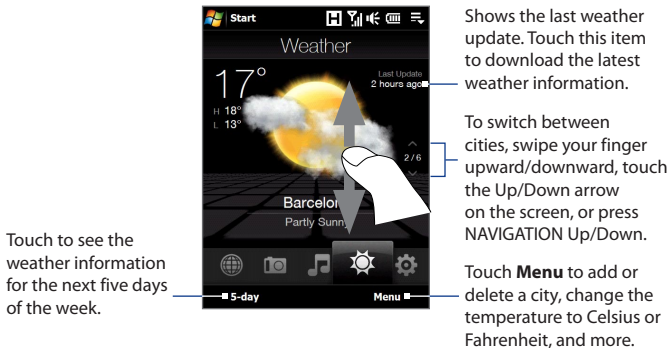 Start
Weather
17°
H 18°
L 13°
Last Update
2 hours ago
2/6
Partly Sunny
5-day
Menu
Shows the last weather
update. Touch this item
to download the latest
weather information.
To switch between
cities, swipe your finger
upward/downward, touch
the Up/Down arrow
on the screen, or press
NAVIGATION Up/Down.
Touch to see the
weather information
for the next five days
of the week.
Touch Menu to add or
delete a city, change the
temperature to Celsius or
Fahrenheit, and more.